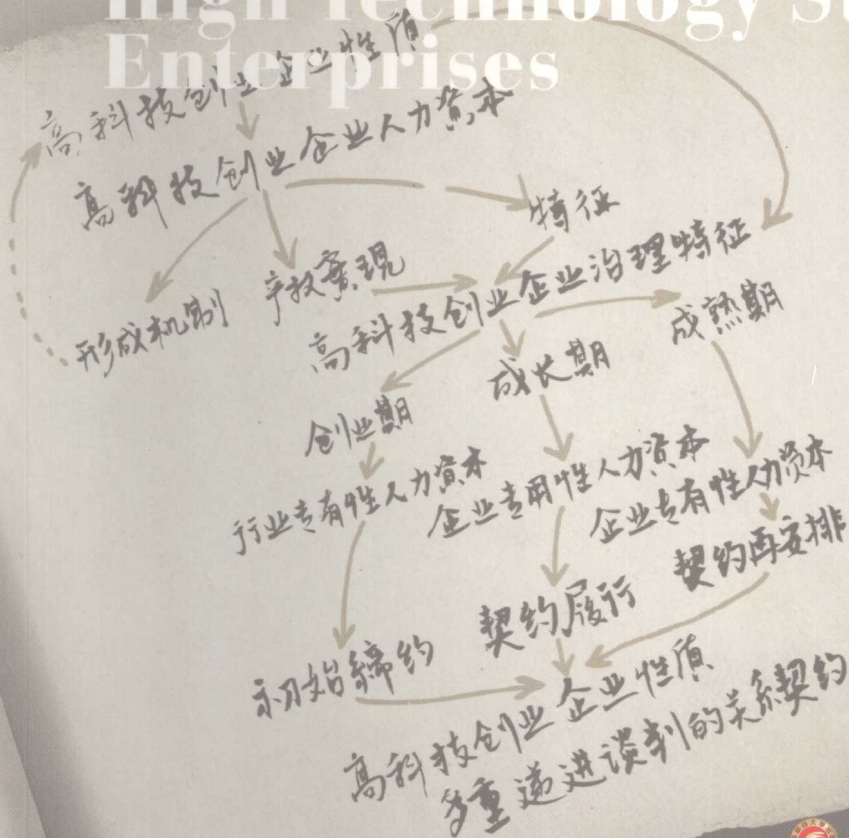 High Technology St
Enterprises
高科技创业企业性质
高科技创业企业人力资本
特征
形成机制
产权实现
高科技创业企业治理特征
创业期
成长期
成熟期
行业专有性人力资本
企业专用性人力资本
企业专有性人力资本
初始缔约
契约履行
契约再安排
高科技创业企业性质
多重递进谈判的关系契约